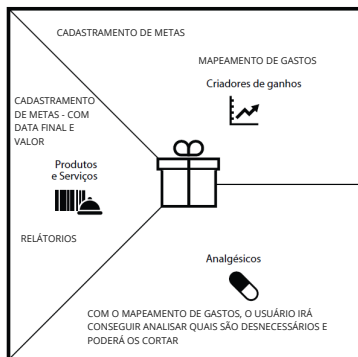 CADASTRAMENTO DE METAS
MAPEAMENTO DE GASTOS
Criadores de ganhos
CADASTRAMENTO
DE METAS - COM
DATA FINAL E
VALOR
Produtos
e Serviços
RELÁTORIOS
Analgésicos
COM O MAPEAMENTO DE GASTOS, O USUÁRIO IRÁ
CONSEGUIR ANALISAR QUAIS SÃO DESNECESSÁRIOS E
PODERÁ OS CORTAR